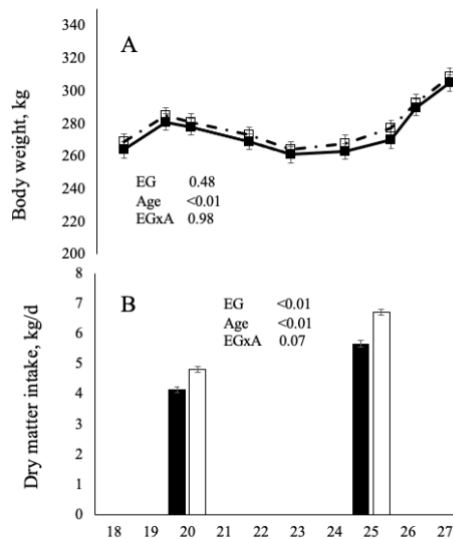 A
Body weight, kg
340
320
300
280
260
240
220
200
EG 0.48
Age <0.01
EGxA 0.98
B
Dry matter intake, kg/d
8
7
6
5
4
3
2
1
0
EG <0.01
Age <0.01
EGxA 0.07
18 19 20 21 22 23 24 25 26 27